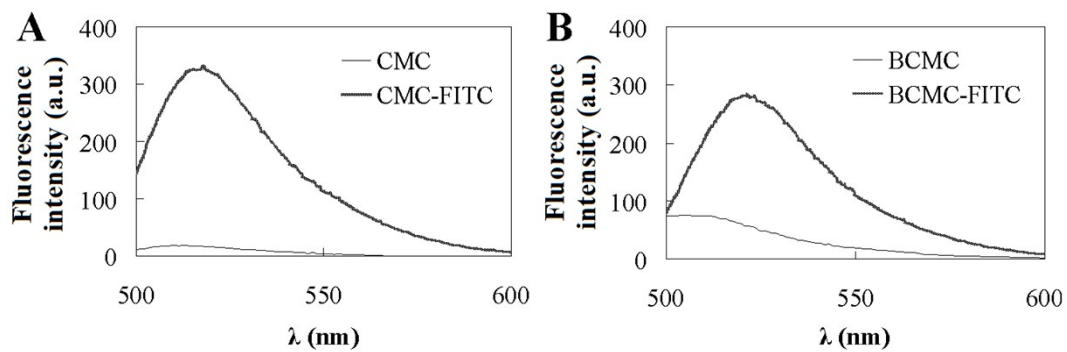 A
Fluorescence
intensity (a.u.)
400
300
200
100
0
CMC
CMC-FITC
500
550
600
λ (nm)
B
Fluorescence
intensity (a.u.)
400
300
200
100
0
BCMC
BCMC-FITC
500
550
600
λ (nm)